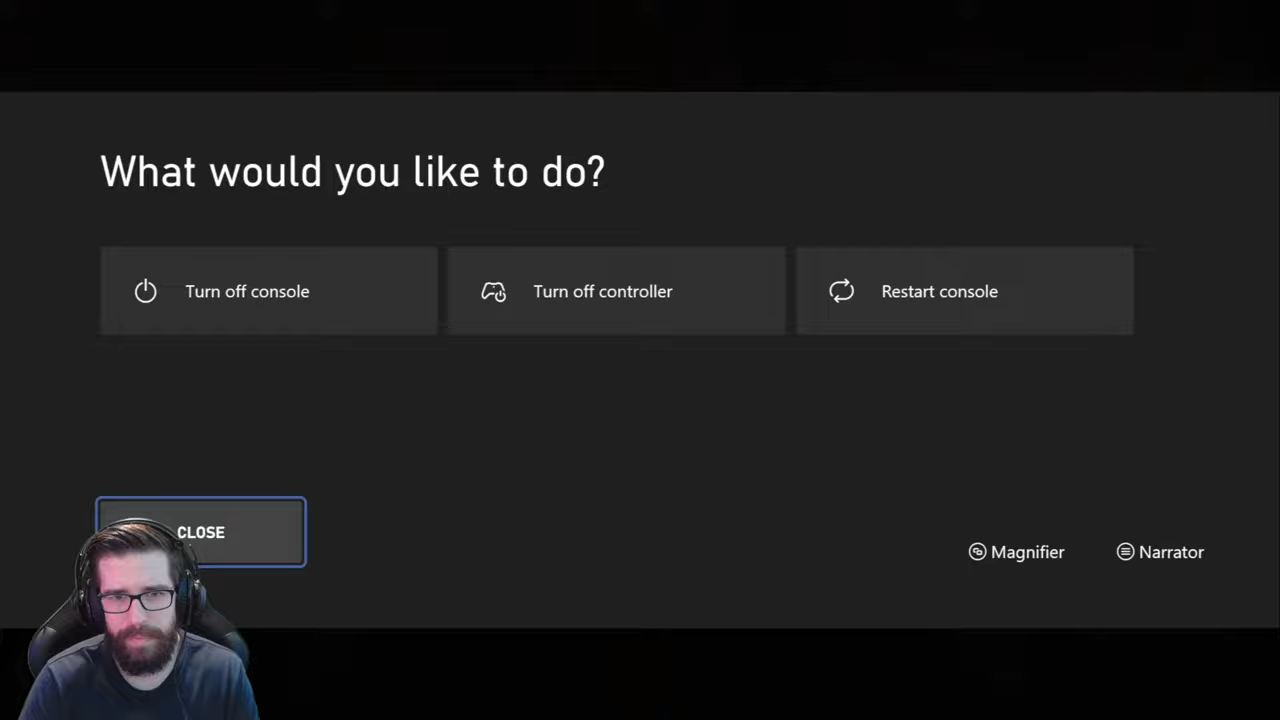 What would you like to do?
Turn off console
Turn off controller
Restart console
CLOSE
Magnifier
Narrator